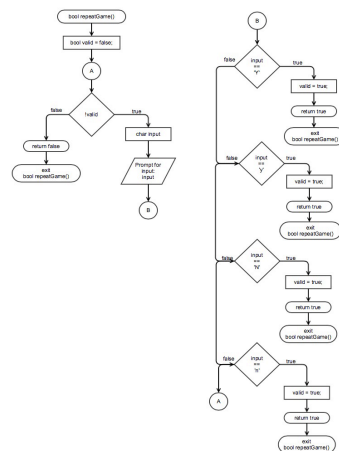 bool repeatGame()
bool valid = false;
A
!valid
false
true
return false
exit
bool repeatGame()
char input
Prompt for
input:
input
B
B
input
==
'Y'
false
true
valid = true;
return true
exit
bool repeatGame()
input
==
'y'
false
true
valid = true;
return true
exit
bool repeatGame()
input
==
'N'
false
true
valid = true;
return true
exit
bool repeatGame()
input
==
'n'
false
true
valid = true;
return true
exit
bool repeatGame()
A